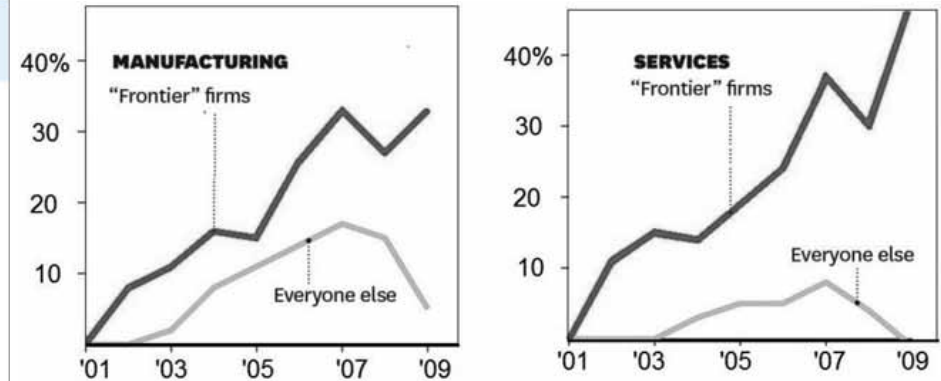 40%
30
20
10
MANUFACTURING
“Frontier” firms
Everyone else
'01 '03 '05 '07 '09
40%
30
20
10
SERVICES
“Frontier” firms
Everyone else
'01 '03 '05 '07 '09